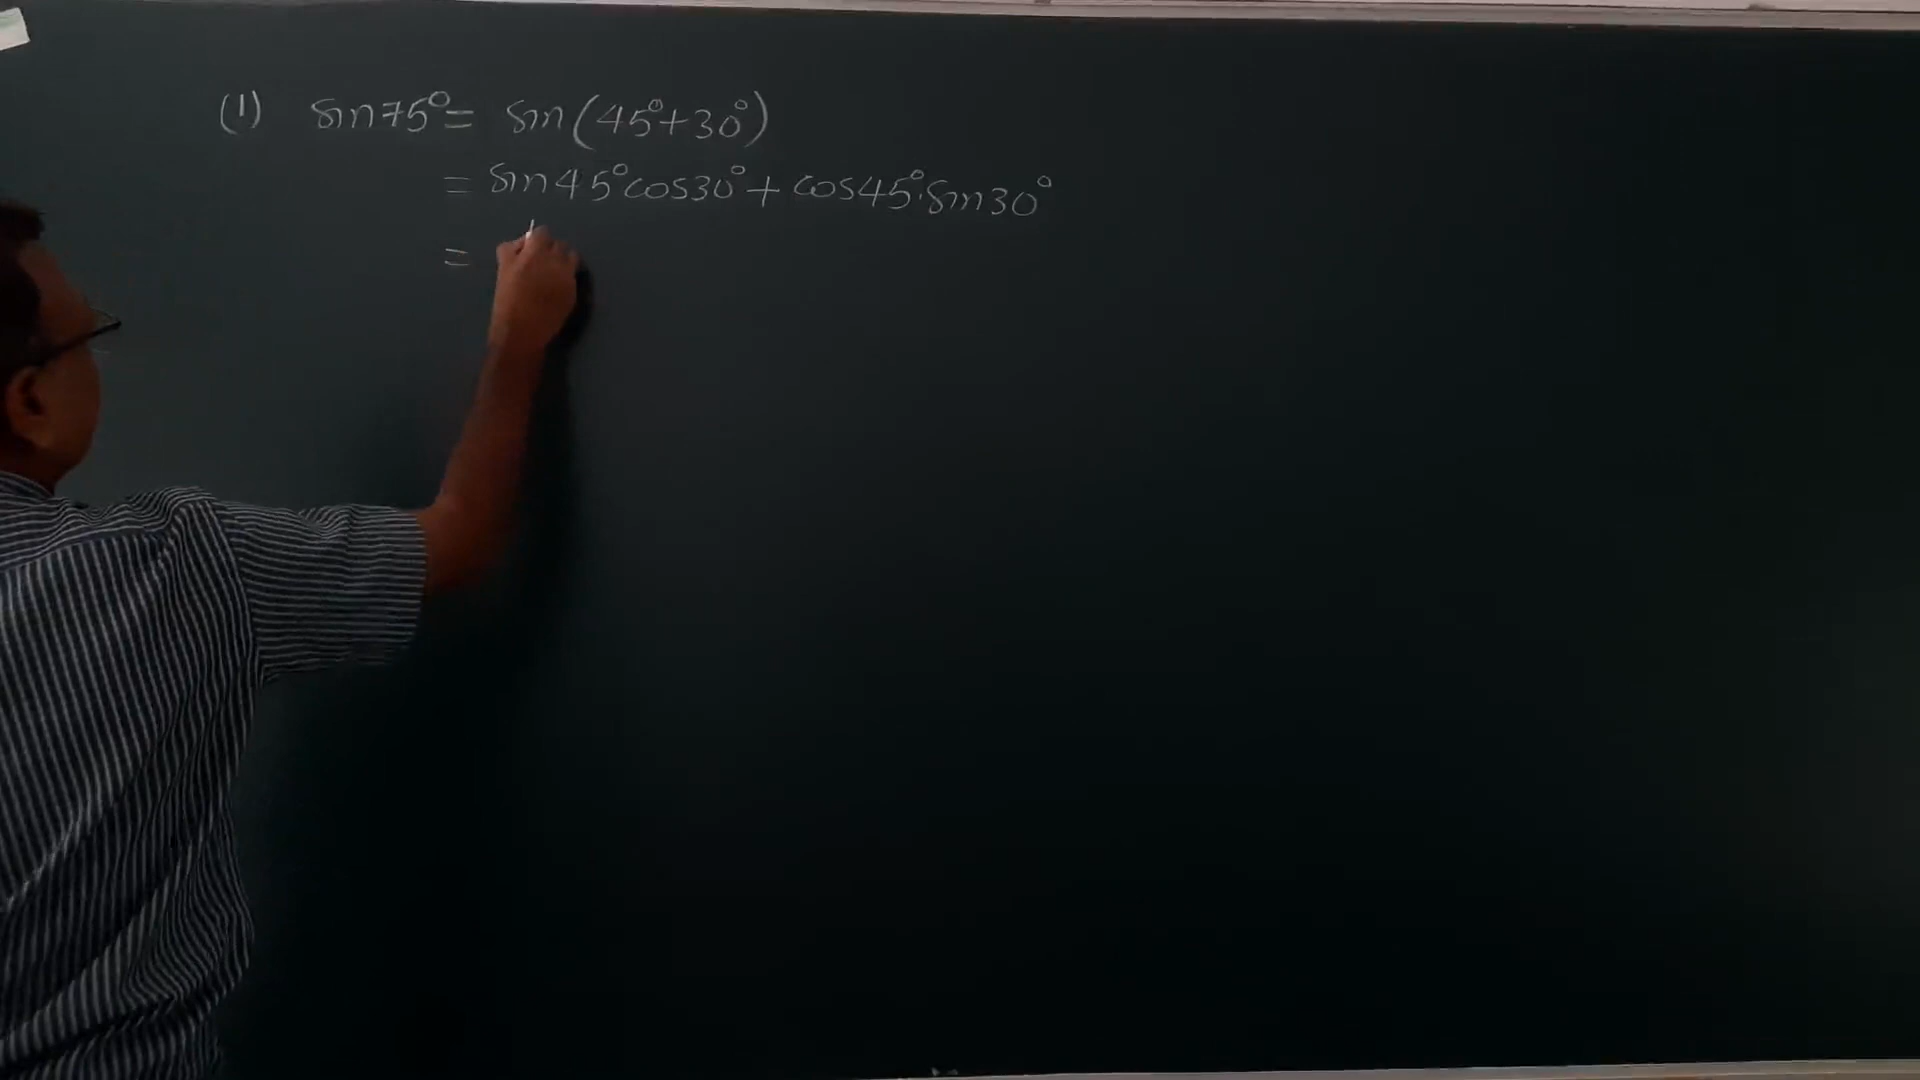 (1) sin75°= sin(45°+30°)
= sin45°cos30°+ cos45°.sin30°
=